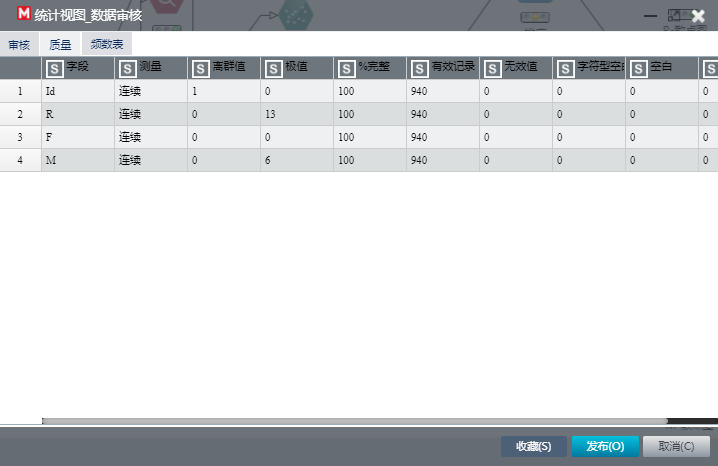 M 统计视图_数据审核
审核 质量 频数表
S 字段 S 测量 S 离群值 S 极值 S %完整 S 有效记录 S 无效值 S 字符型空白 S 空白 S
1 Id 连续 1 0 100 940 0 0 0 0
2 R 连续 0 13 100 940 0 0 0 0
3 F 连续 0 0 100 940 0 0 0 0
4 M 连续 0 6 100 940 0 0 0 0
收藏(S) 发布(O) 取消(C)